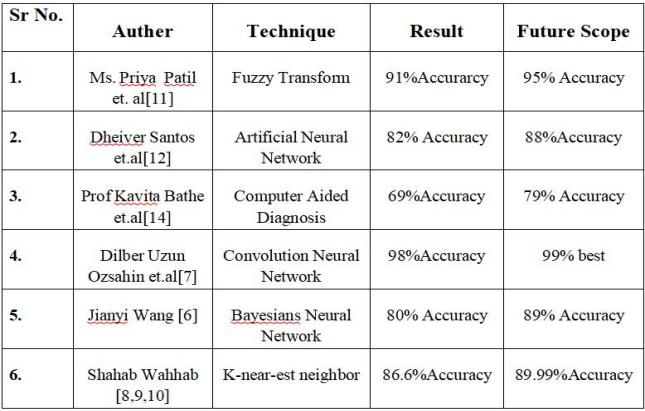 Sr No.
Auther Technique Result Future Scope
1. Ms. Priya Patil Fuzzy Transform 91%Accurarcy 95% Accuracy
et. al[11]
2. Dheiver Santos Artificial Neural 82% Accuracy 88%Accuracy
et.al[12] Network
3. Prof Kavita Bathe Computer Aided 69%Accuracy 79% Accuracy
et.al[14] Diagnosis
4. Dilber Uzun Convolution Neural 98%Accuracy 99% best
Ozsahin et.al[7] Network
5. Jianyi Wang [6] Bayesians Neural 80% Accuracy 89% Accuracy
Network
6. Shahab Wahhab K-near-est neighbor 86.6%Accuracy 89.99%Accuracy
[8,9,10]